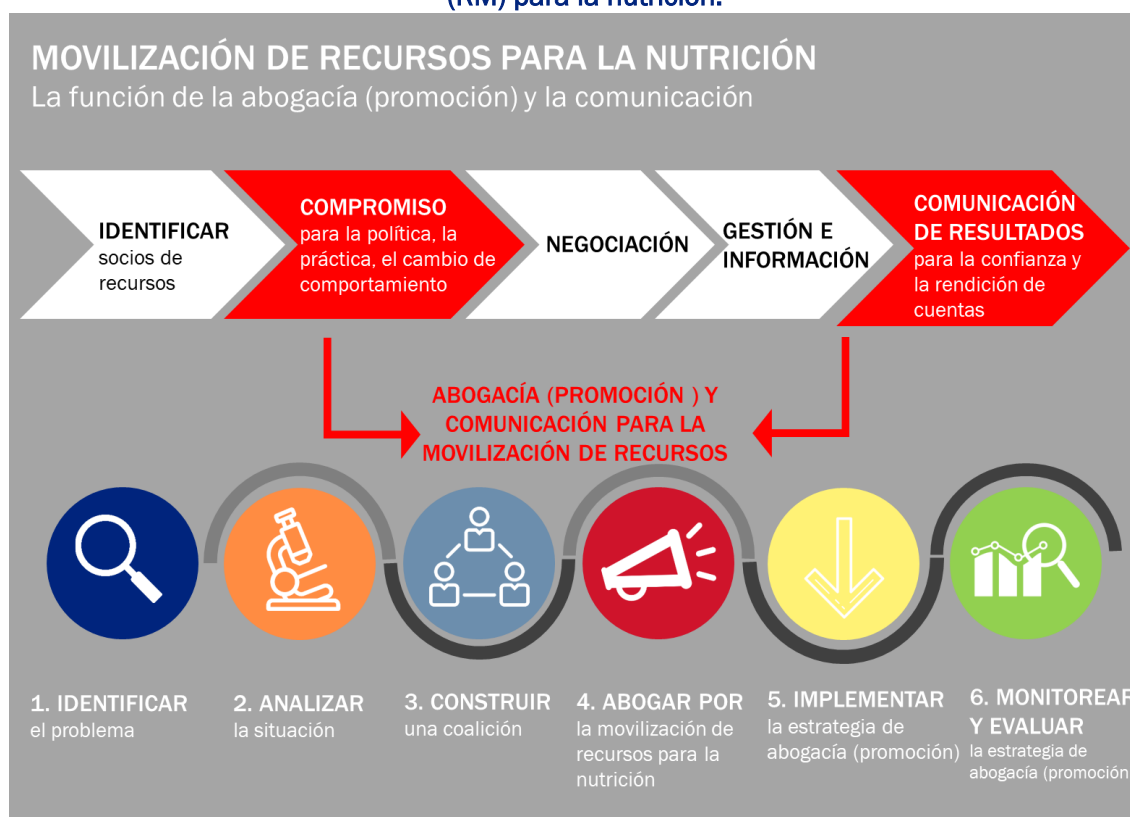 (RM) para la nutrición.
MOVILIZACIÓN DE RECURSOS PARA LA NUTRICIÓN
La función de la abogacía (promoción) y la comunicación
IDENTIFICAR
socios de
recursos
COMPROMISO
para la política, la
práctica, el cambio de
comportamiento
NEGOCIACIÓN
GESTIÓN E
INFORMACIÓN
COMUNICACIÓN
DE RESULTADOS
para la confianza y
la rendición de
cuentas
ABOGACÍA (PROMOCIÓN ) Y
COMUNICACIÓN PARA LA
MOVILIZACIÓN DE RECURSOS
1. IDENTIFICAR
el problema
2. ANALIZAR
la situación
3. CONSTRUIR
una coalición
4. ABOGAR POR
la movilización de
recursos para la
nutrición
5. IMPLEMENTAR
la estrategia de
abogacía (promoción)
6. MONITOREAR
Y EVALUAR
la estrategia de
abogacía (promoción